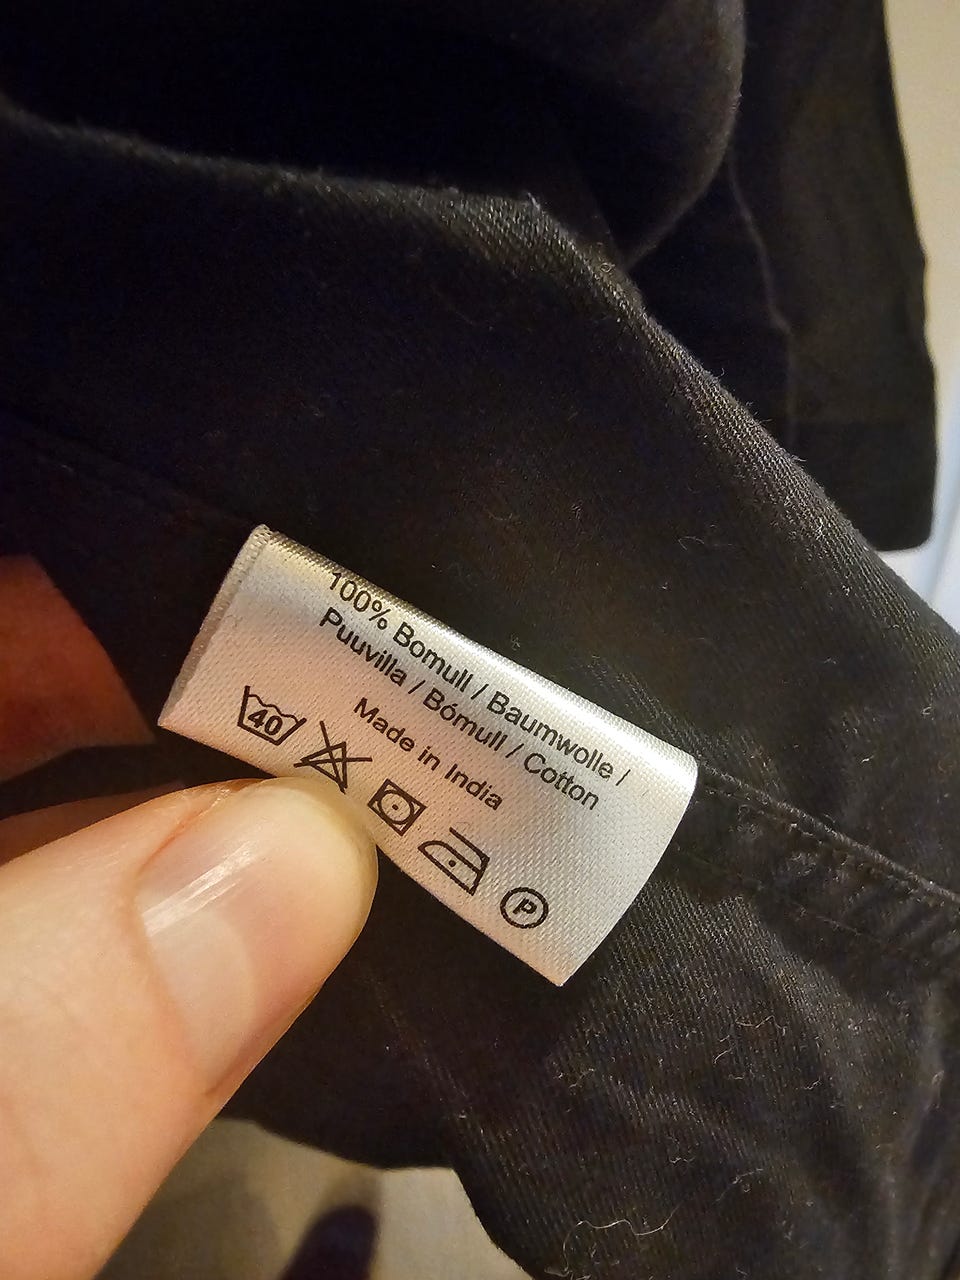 100% Bomull / Baumwolle /
Puuvilla / Bómull / Cotton
Made in India
40
P